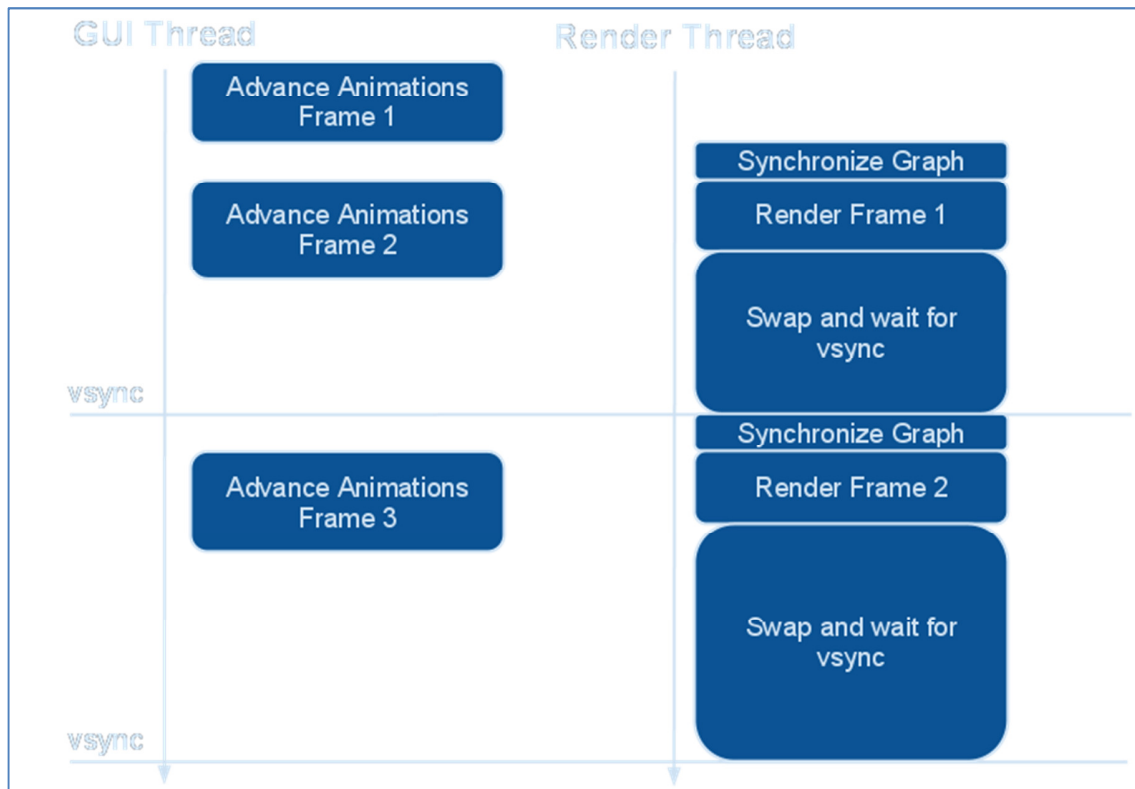 GUI Thread
Render Thread
Advance Animations
Frame 1
Synchronize Graph
Advance Animations
Frame 2
Render Frame 1
Swap and wait for
vsync
vsync
Synchronize Graph
Advance Animations
Frame 3
Render Frame 2
Swap and wait for
vsync
vsync